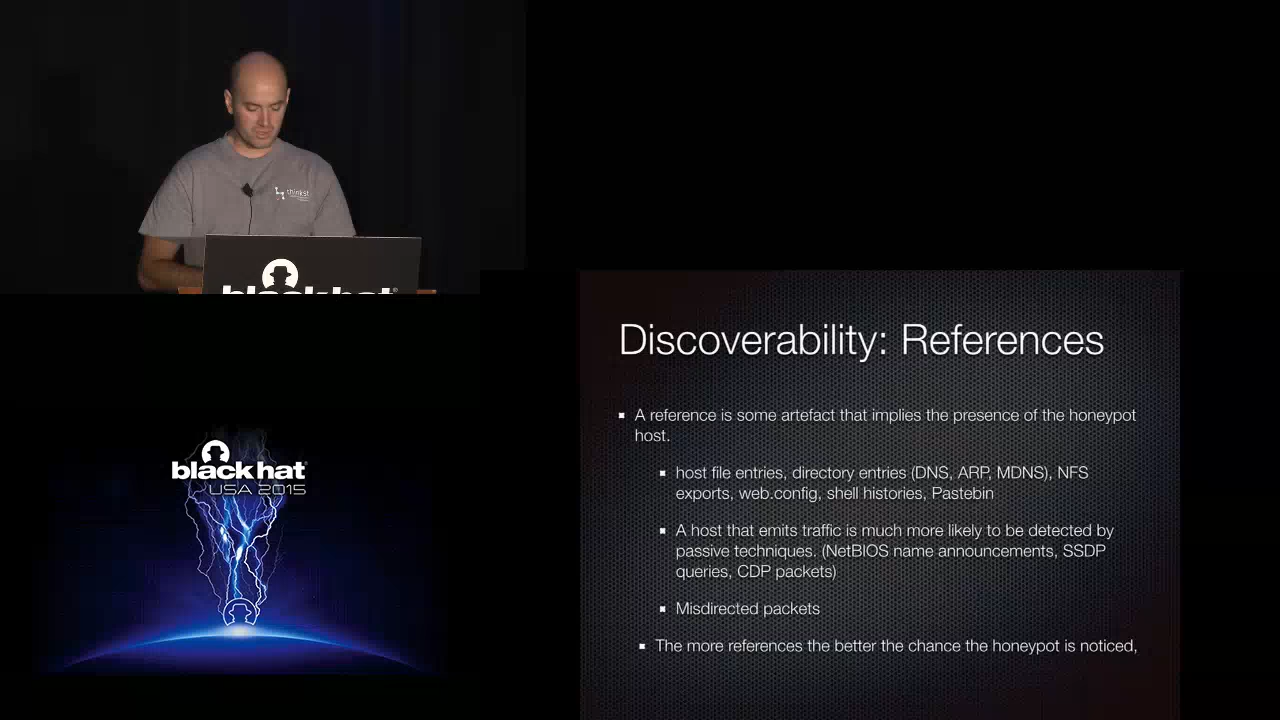 thinkst
black hat®
black hat
USA 2015
Discoverability: References
A reference is some artefact that implies the presence of the honeypot
host.
host file entries, directory entries (DNS, ARP, MDNS), NFS
exports, web.config, shell histories, Pastebin
A host that emits traffic is much more likely to be detected by
passive techniques. (NetBIOS name announcements, SSDP
queries, CDP packets)
Misdirected packets
The more references the better the chance the honeypot is noticed,